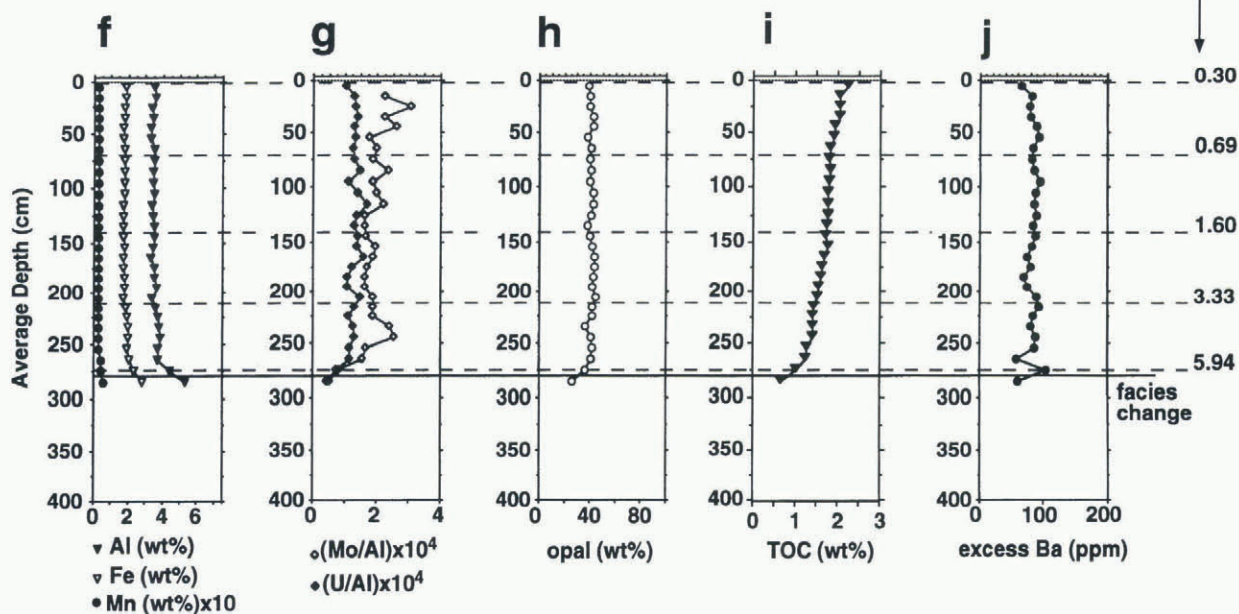 f g h i j
0 0 0 0 0 0.30
50 50 50 50 50
0.69
100 100 100 100 100
150 150 150 150 150 1.60
200 200 200 200 200
3.33
250 250 250 250 250
5.94
300 300 300 300 300 facies
change
350 350 350 350 350
400 400 400 400 400
Average Depth (cm)
0 2 4 6 0 2 4 0 40 80 0 1 2 3 0 100 200
▼ Al (wt%) ◇ (Mo/Al)x10⁴ opal (wt%) TOC (wt%) excess Ba (ppm)
▽ Fe (wt%) ◆ (U/Al)x10⁴
● Mn (wt%)x10